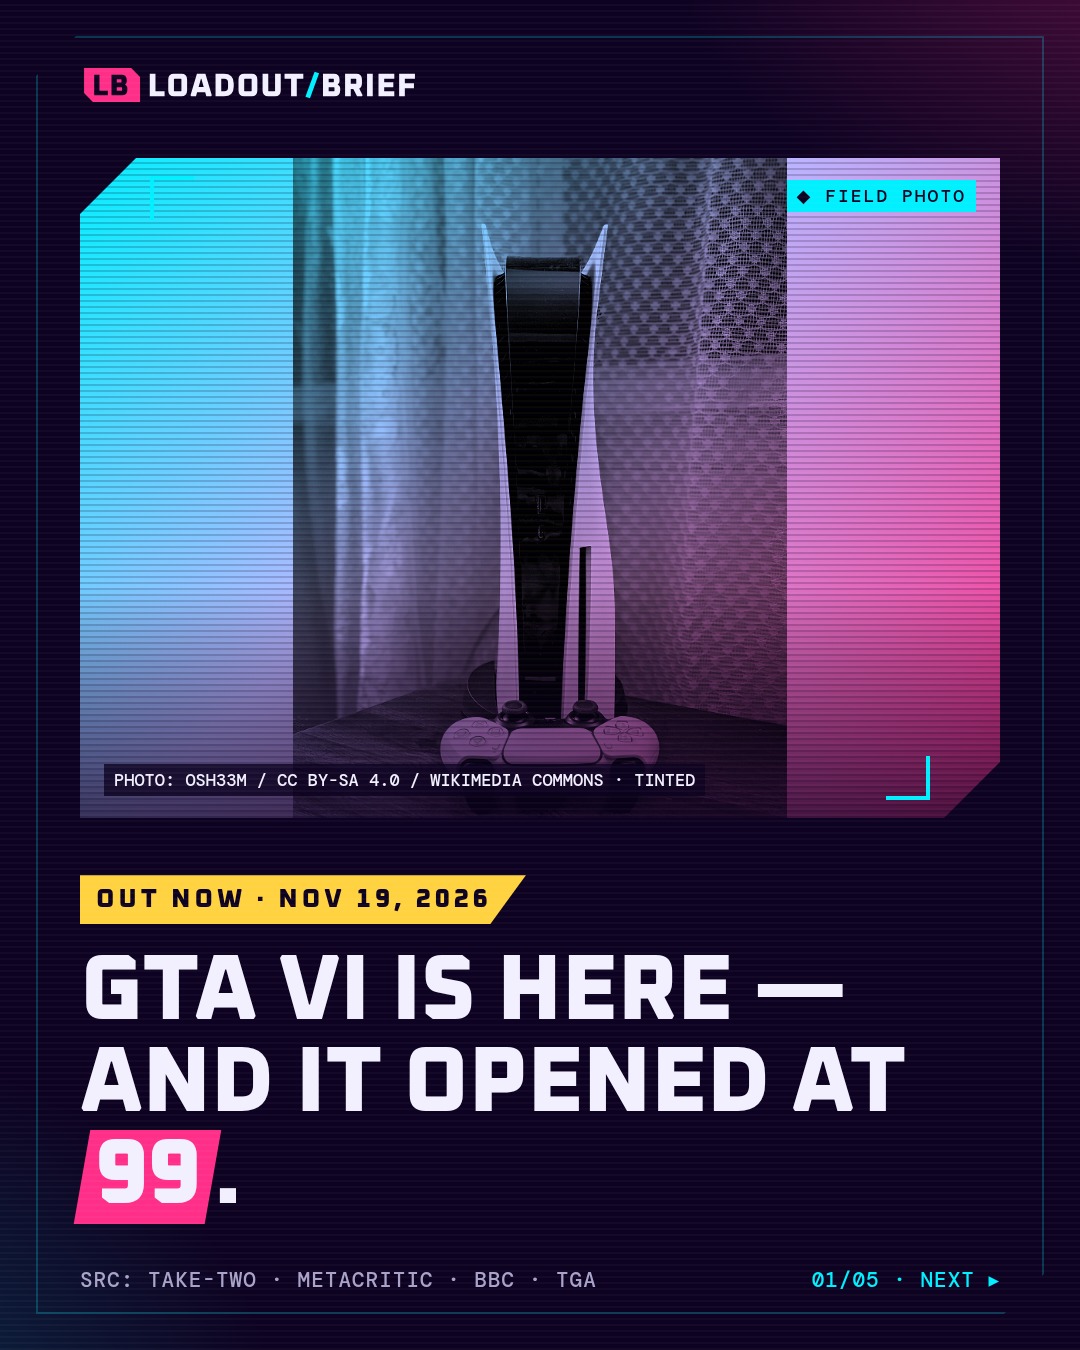 LB LOADOUT/BRIEF
◆ FIELD PHOTO
PHOTO: OSH33M / CC BY-SA 4.0 / WIKIMEDIA COMMONS · TINTED
OUT NOW · NOV 19, 2026
GTA VI IS HERE —
AND IT OPENED AT
99.
SRC: TAKE-TWO · METACRITIC · BBC · TGA
01/05 · NEXT ▶